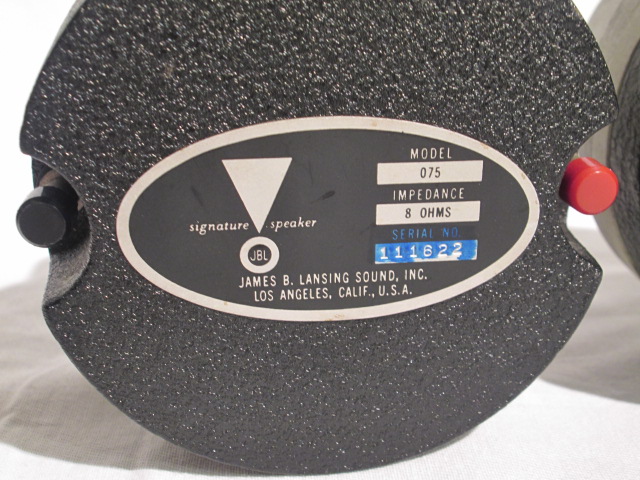 MODEL
075
IMPEDANCE
8 OHMS
SERIAL NO.
111622
signature speaker
JBL
JAMES B. LANSING SOUND, INC.
LOS ANGELES, CALIF., U.S.A.